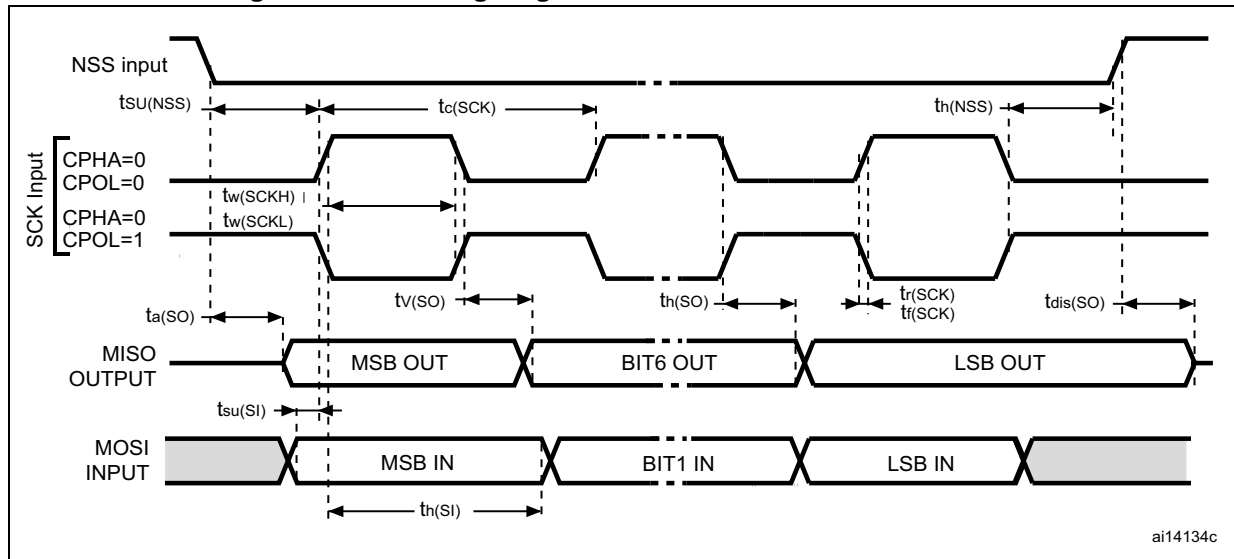 NSS input
tSU(NSS)
tc(SCK)
th(NSS)
SCK Input
CPHA=0
CPOL=0
tw(SCKH)
CPHA=0
tw(SCKL)
CPOL=1
tV(SO)
th(SO)
tr(SCK)
tf(SCK)
tdis(SO)
ta(SO)
MISO
OUTPUT
MSB OUT
BIT6 OUT
LSB OUT
tsu(SI)
MOSI
INPUT
MSB IN
BIT1 IN
LSB IN
th(SI)
ai14134c